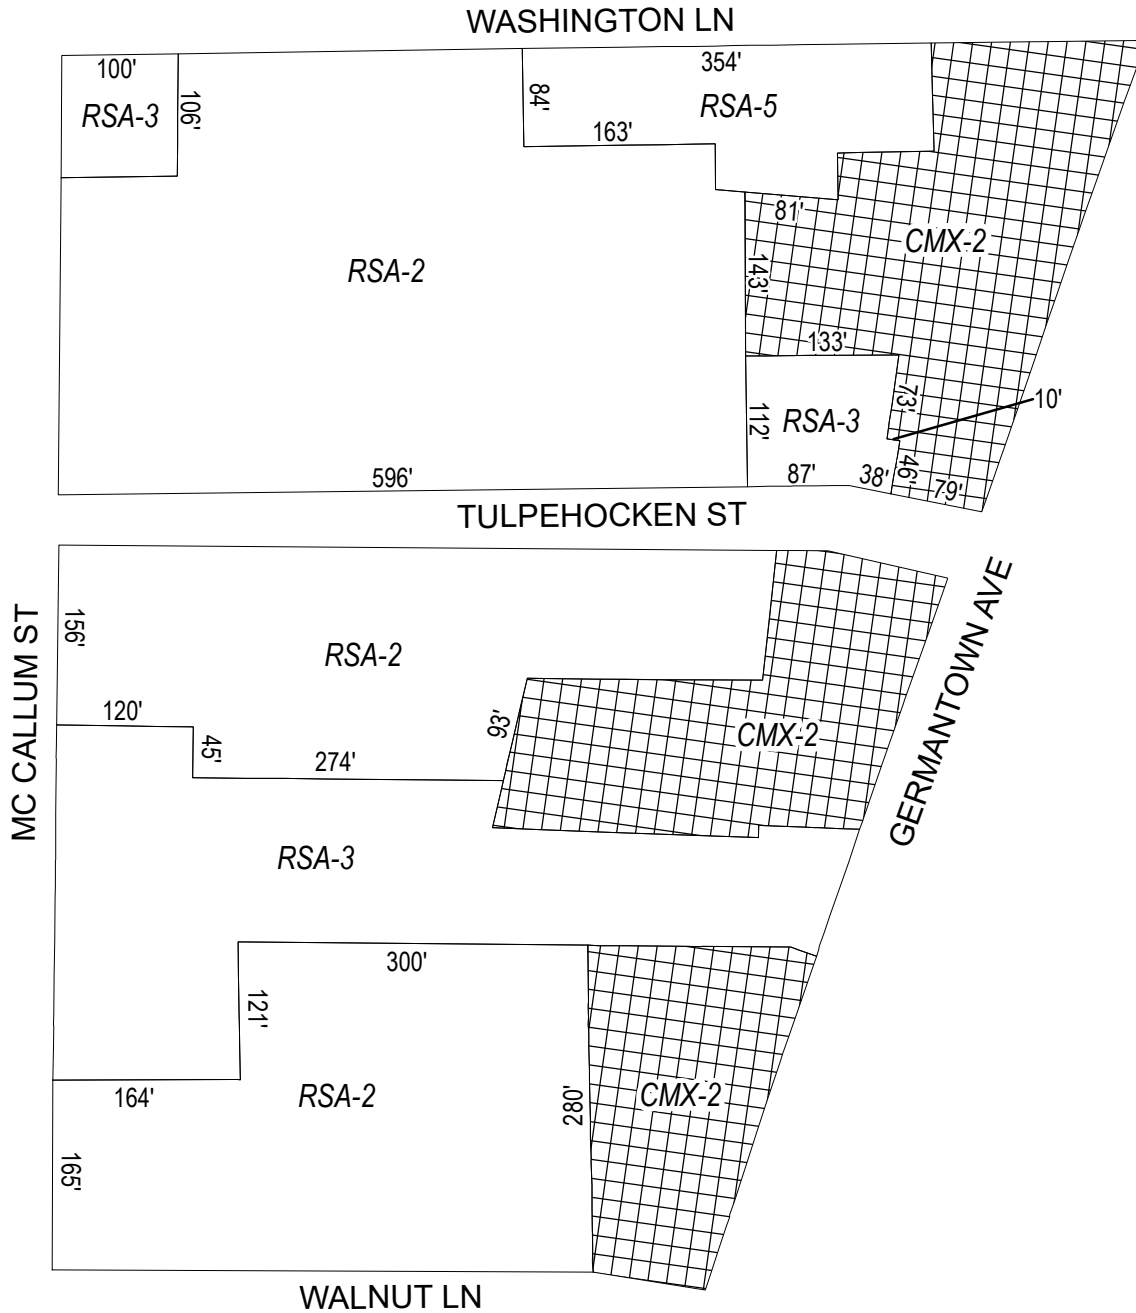 WASHINGTON LN
100'
RSA-3
106'
84'
354'
RSA-5
163'
81'
CMX-2
RSA-2
143'
133'
73'
10'
RSA-3
112'
596'
87'
38'
46'
79'
TULPEHOCKEN ST
MC CALLUM ST
156'
RSA-2
GERMANTOWN AVE
120'
45'
274'
93'
CMX-2
RSA-3
300'
121'
164'
RSA-2
280'
CMX-2
165'
WALNUT LN